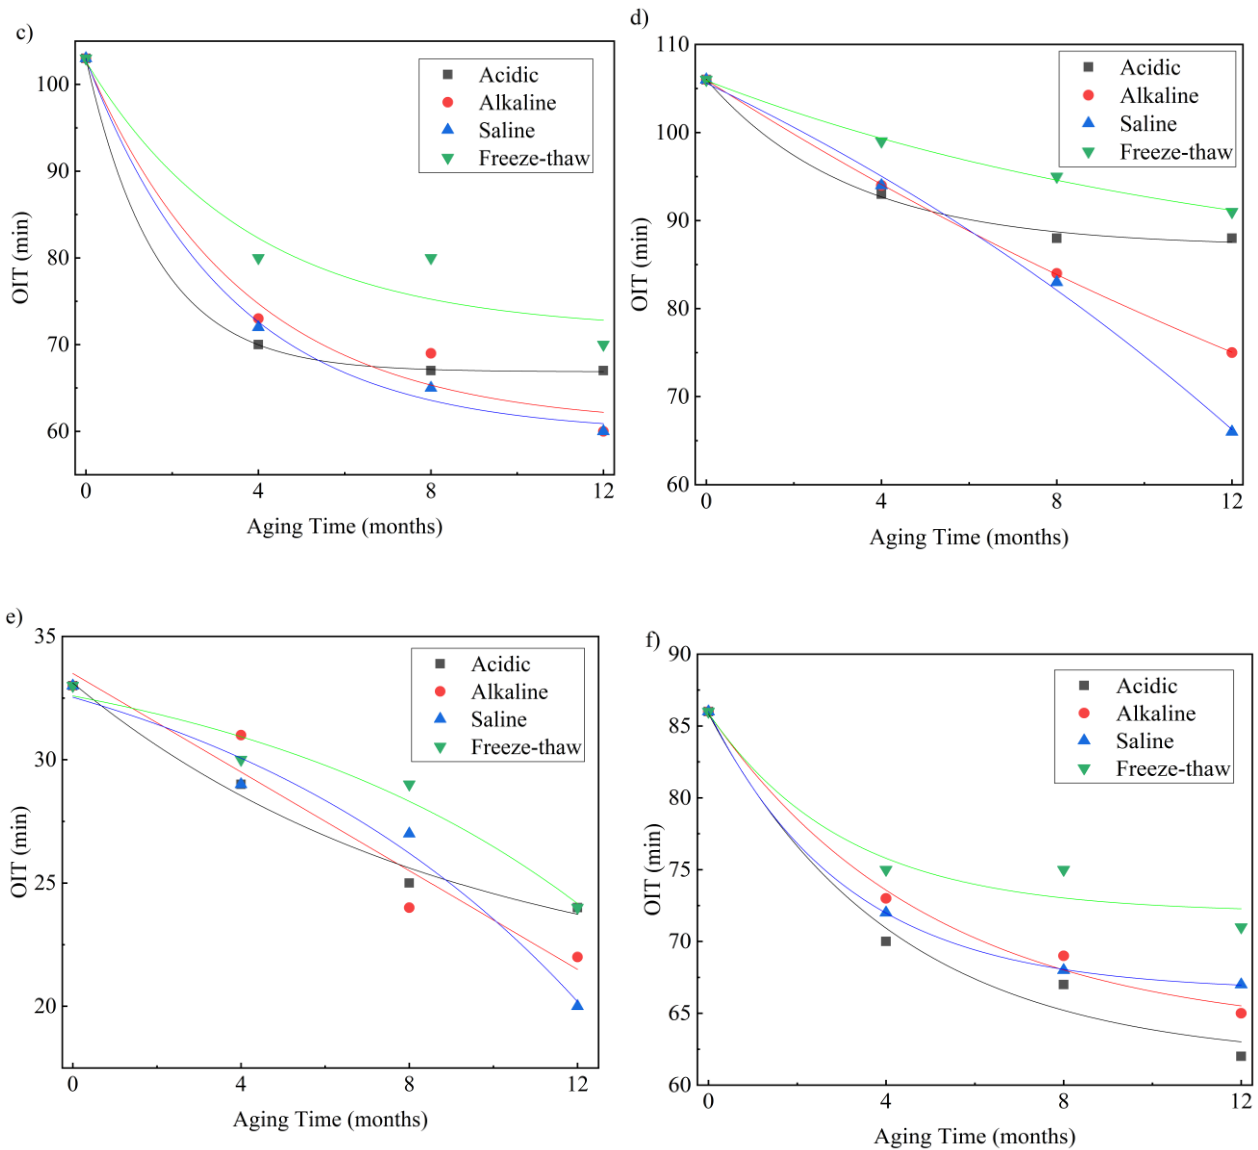 c)
OIT (min)
100
90
80
70
60
0
4
8
12
Aging Time (months)
Acidic
Alkaline
Saline
Freeze-thaw
d)
OIT (min)
110
100
90
80
70
60
0
4
8
12
Aging Time (months)
Acidic
Alkaline
Saline
Freeze-thaw
e)
OIT (min)
35
30
25
20
0
4
8
12
Aging Time (months)
Acidic
Alkaline
Saline
Freeze-thaw
f)
OIT (min)
90
85
80
75
70
65
60
0
4
8
12
Aging Time (months)
Acidic
Alkaline
Saline
Freeze-thaw